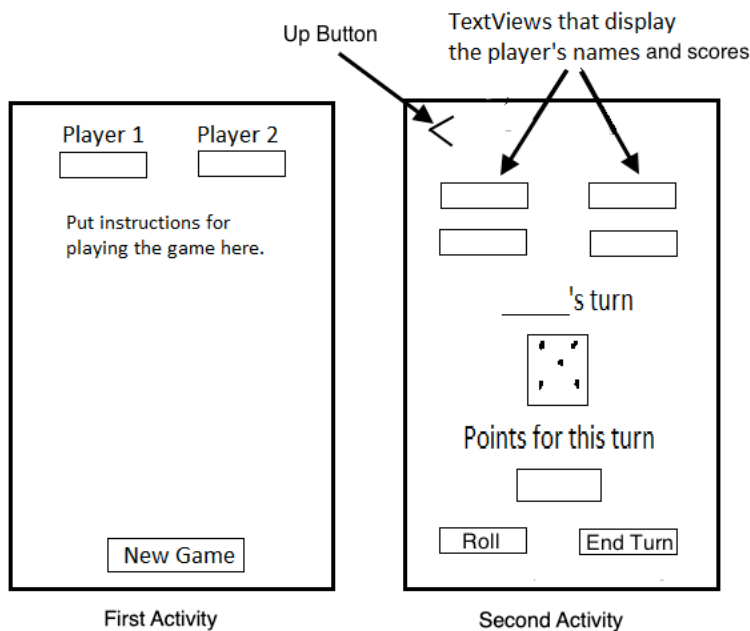 Up Button
TextViews that display
the player's names and scores
Player 1 Player 2
Put instructions for
playing the game here.
New Game
First Activity
<
_____'s turn
Points for this turn
Roll End Turn
Second Activity